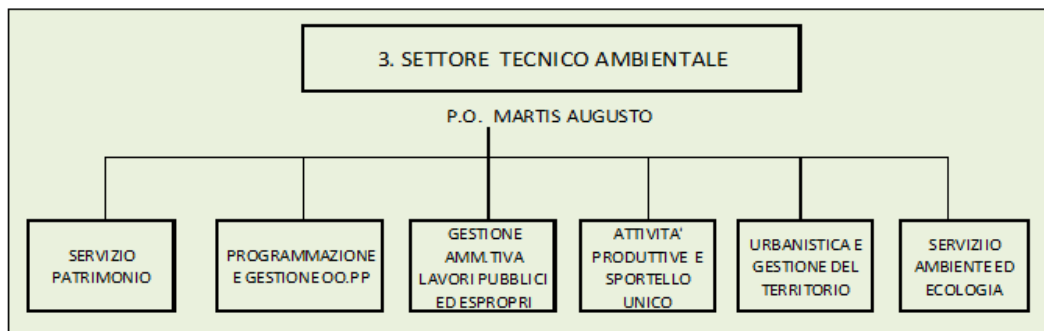 3. SETTORE TECNICO AMBIENTALE
P.O. MARTIS AUGUSTO
SERVIZIO
PATRIMONIO
PROGRAMMAZIONE
E GESTIONE OO.PP
GESTIONE
AMM.TIVA
LAVORI PUBBLICI
ED ESPROPRI
ATTIVITA'
PRODUTTIVE E
SPORTELLO
UNICO
URBANISTICA E
GESTIONE DEL
TERRITORIO
SERVIZIIO
AMBIENTE ED
ECOLOGIA